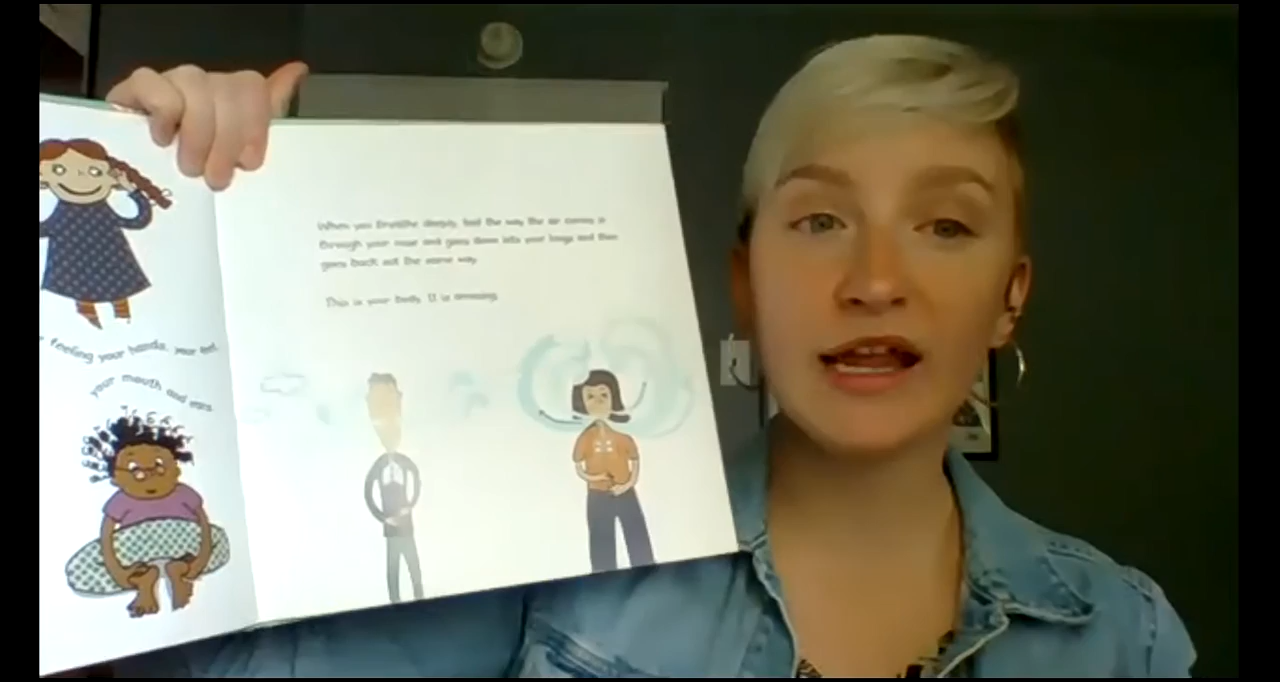 feeling your hands, your feet,
your mouth and ears.
When you breathe deeply, feel the way the air comes in
through your nose and goes down into your lungs and then
goes back out the same way.
This is your body. It is amazing.